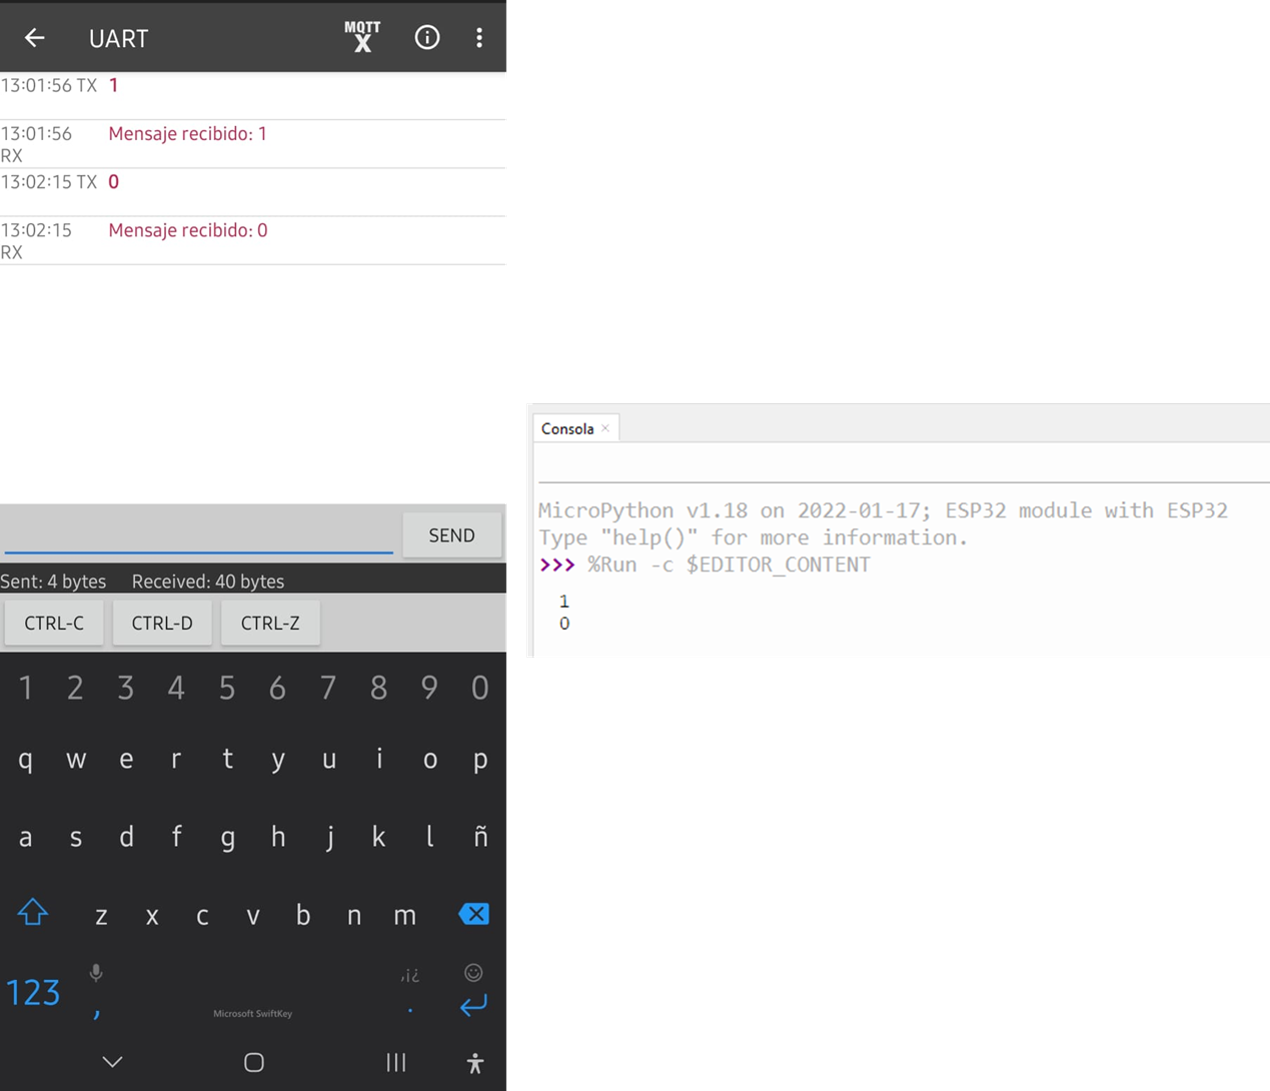 UART
MQTT
X
13:01:56 TX 1
13:01:56 Mensaje recibido: 1
RX
13:02:15 TX 0
13:02:15 Mensaje recibido: 0
RX
SEND
Sent: 4 bytes Received: 40 bytes
CTRL-C CTRL-D CTRL-Z
1 2 3 4 5 6 7 8 9 0
q w e r t y u i o p
a s d f g h j k l ñ
z x c v b n m
,¡¿
123 , .
Microsoft SwiftKey
Consola
MicroPython v1.18 on 2022-01-17; ESP32 module with ESP32
Type "help()" for more information.
>>> %Run -c $EDITOR_CONTENT
1
0